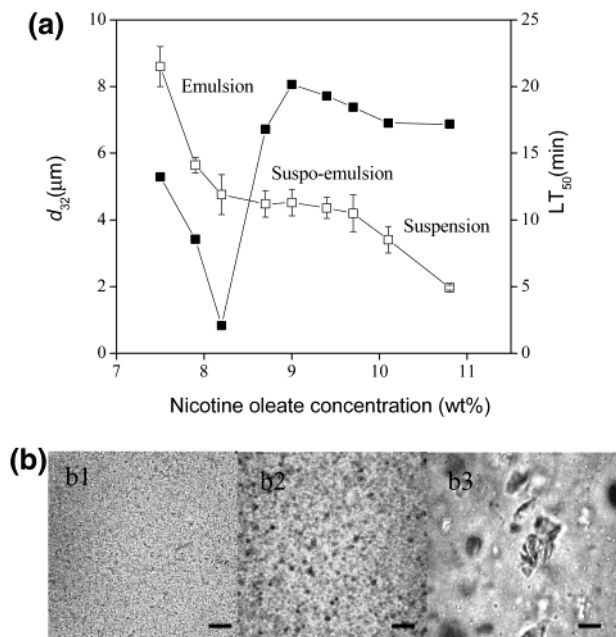 (a)
10
8
6
4
2
0
d32(μm)
25
20
15
10
5
0
LT50(min)
Emulsion
Suspo-emulsion
Suspension
7 8 9 10 11
Nicotine oleate concentration (wt%)
(b)
b1 b2 b3